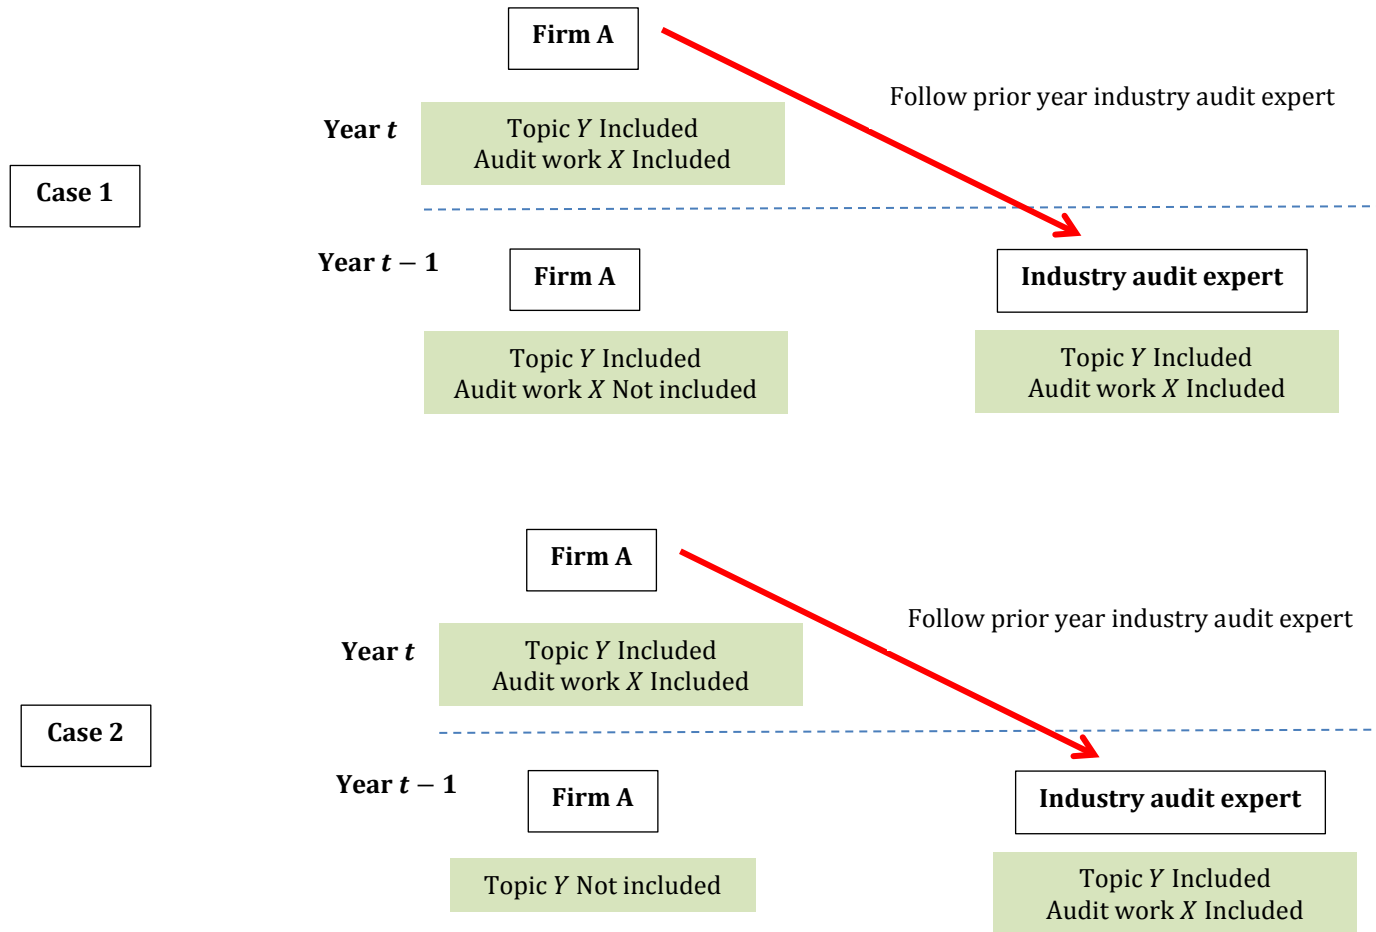 Firm A
Follow prior year industry audit expert
Year t
Topic Y Included
Audit work X Included
Case 1
Year t − 1
Firm A
Industry audit expert
Topic Y Included
Audit work X Not included
Topic Y Included
Audit work X Included
Firm A
Follow prior year industry audit expert
Year t
Topic Y Included
Audit work X Included
Case 2
Year t − 1
Firm A
Industry audit expert
Topic Y Not included
Topic Y Included
Audit work X Included